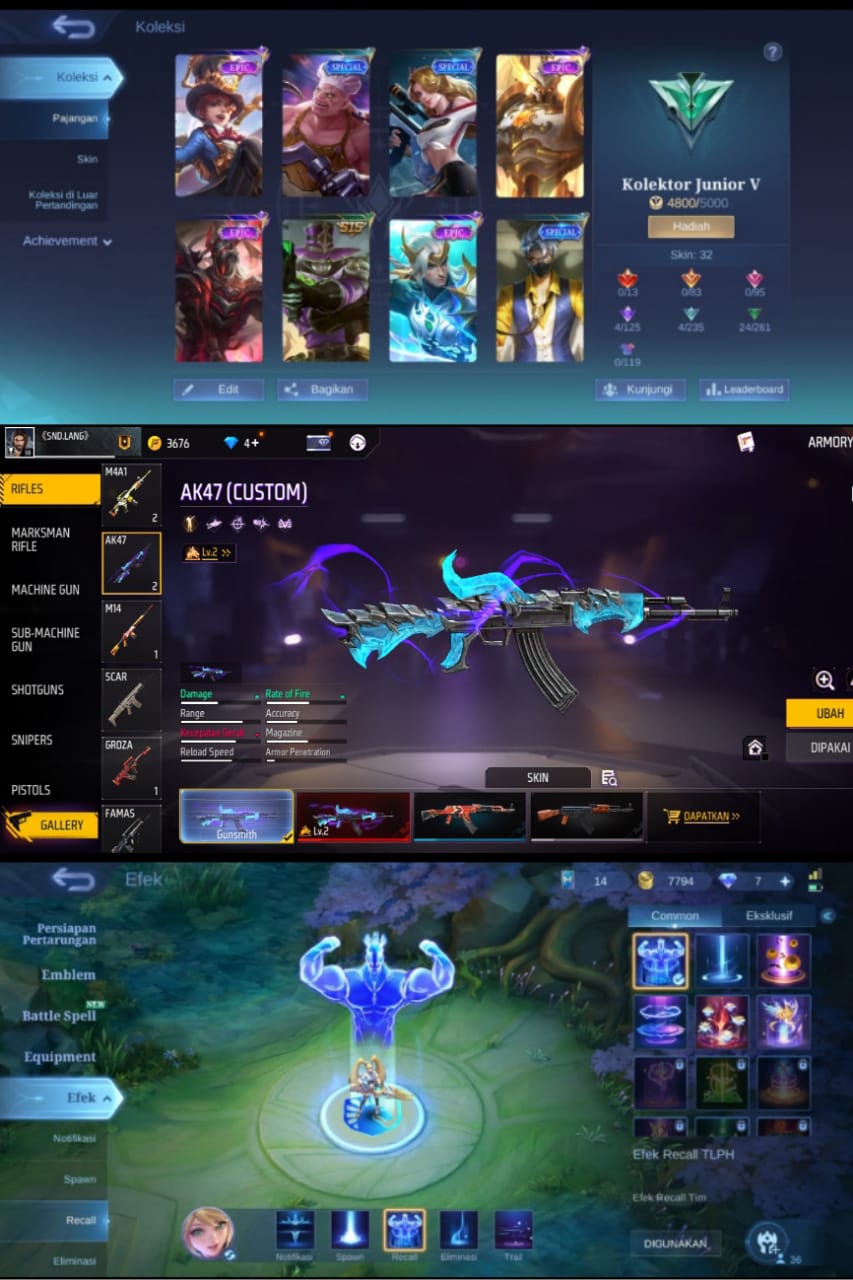 Koleksi
Koleksi
Pajangan
Skin
Koleksi di Luar
Pertandingan
Achievement
EPIC
SPECIAL
SPECIAL
EPIC
EPIC
S15
EPIC
SPECIAL
?
Kolektor Junior V
4800/5000
Hadiah
Skin: 32
0/13
0/83
0/95
4/125
4/235
24/261
0/119
Edit
Bagikan
Kunjungi
Leaderboard
《SND.LANG》
3676
4+
ARMORY
RIFLES
MARKSMAN
RIFLE
MACHINE GUN
SUB-MACHINE
GUN
SHOTGUNS
SNIPERS
PISTOLS
GALLERY
M4A1
2
AK47
2
M14
1
SCAR
GROZA
1
FAMAS
AK47 (CUSTOM)
Lv.2 >>
Damage
Rate of Fire
Range
Accuracy
Kecepatan Gerak
Magazine
Reload Speed
Armor Penetration
UBAH
DIPAKAI
SKIN
Gunsmith
Lv.2
DAPATKAN >>
Efek
14
7794
7 +
Persiapan
Pertarungan
Emblem
NEW
Battle Spell
Equipment
Efek
Notifikasi
Spawn
Recall
Eliminasi
Common
Eksklusif
Efek Recall TLPH
Efek Recall Tim
DIGUNAKAN
36
Notifikasi
Spawn
Recall
Eliminasi
Trail